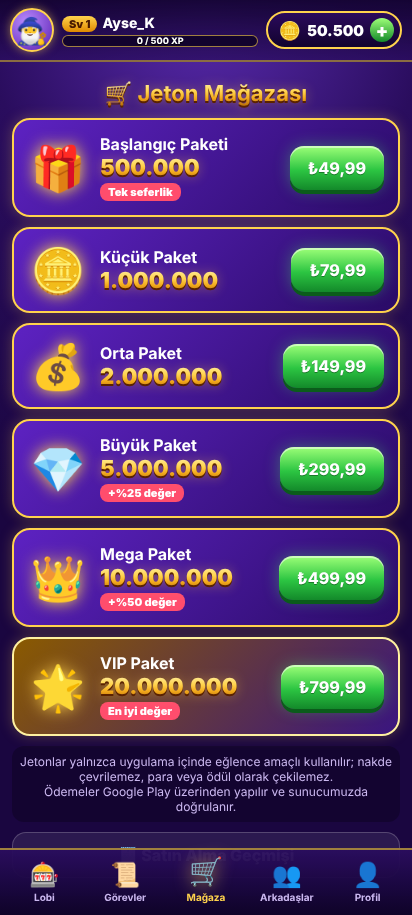 Sv 1 Ayse_K
0 / 500 XP
50.500 +
Jeton Mağazası
Başlangıç Paketi
500.000
Tek seferlik
₺49,99
Küçük Paket
1.000.000
₺79,99
Orta Paket
2.000.000
₺149,99
Büyük Paket
5.000.000
+%25 değer
₺299,99
Mega Paket
10.000.000
+%50 değer
₺499,99
VIP Paket
20.000.000
En iyi değer
₺799,99
Jetonlar yalnızca uygulama içinde eğlence amaçlı kullanılır; nakde
çevrilemez, para veya ödül olarak çekilemez.
Ödemeler Google Play üzerinden yapılır ve sunucumuzda
doğrulanır.
Satın Alma Geçmişi
Lobi
Görevler
Mağaza
Arkadaşlar
Profil